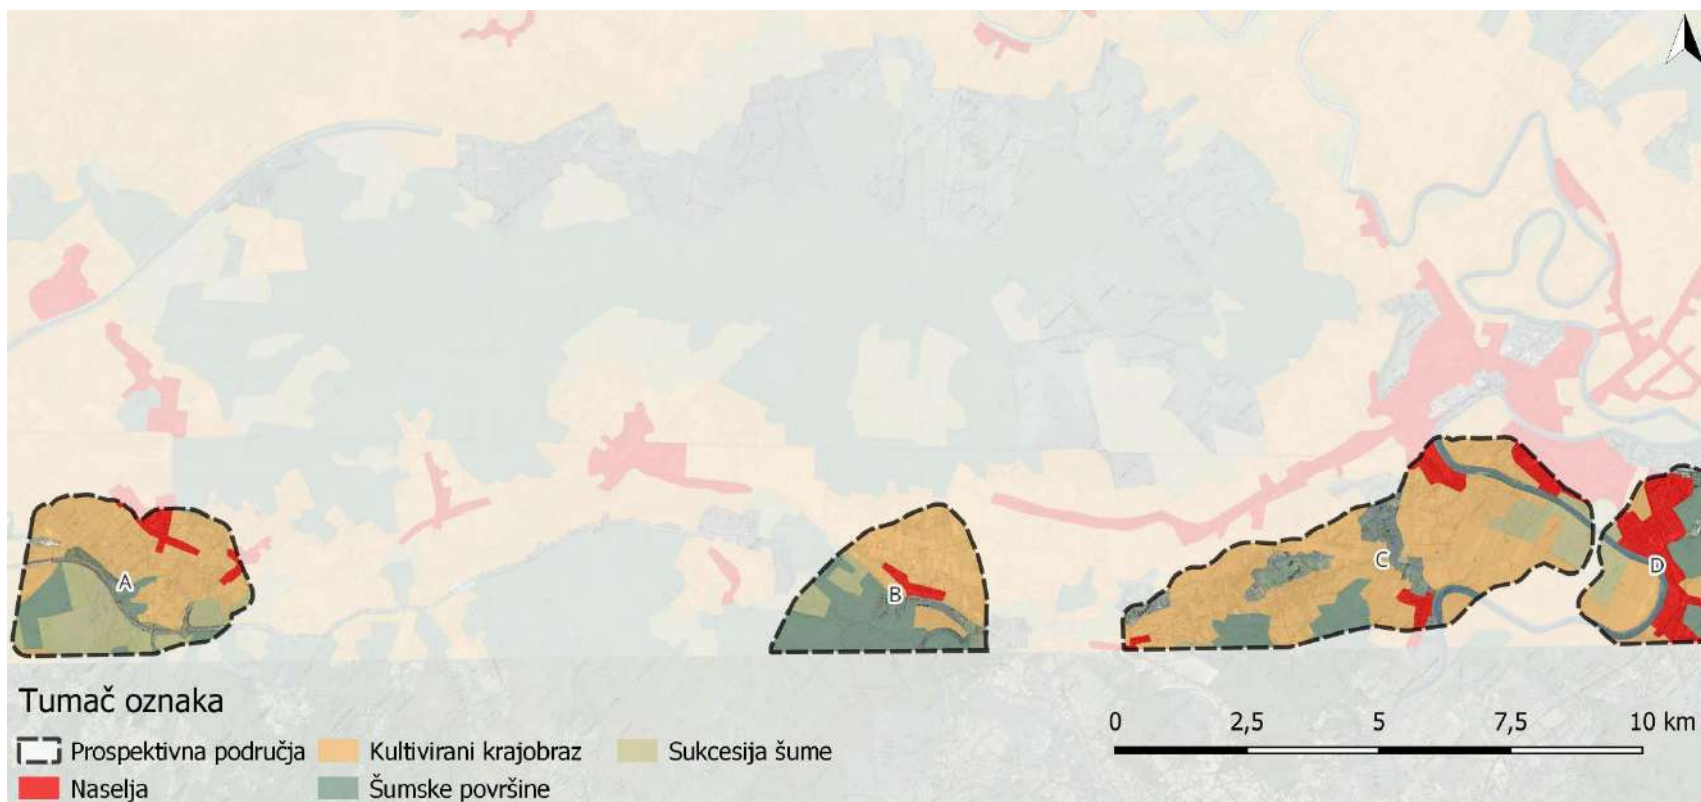 A
B
C
D
Tumač oznaka
Prospektivna područja
Kultivirani krajobraz
Sukcesija šume
Naselja
Šumske površine
0 2,5 5 7,5 10 km